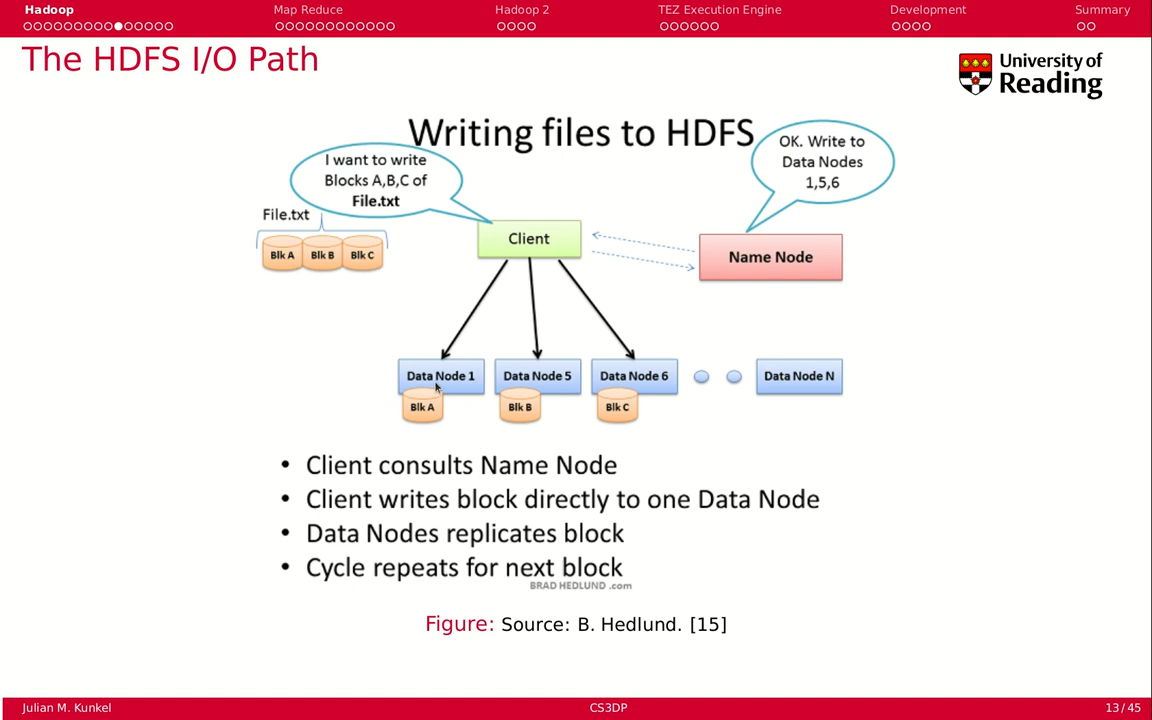 Hadoop
Map Reduce
Hadoop 2
TEZ Execution Engine
Development
Summary
The HDFS I/O Path
University of
Reading
Writing files to HDFS
I want to write
Blocks A,B,C of
File.txt
OK. Write to
Data Nodes
1,5,6
File.txt
Blk A
Blk B
Blk C
Client
Name Node
Data Node 1
Data Node 5
Data Node 6
Data Node N
Blk A
Blk B
Blk C
• Client consults Name Node
• Client writes block directly to one Data Node
• Data Nodes replicates block
• Cycle repeats for next block
BRAD HEDLUND .com
Figure: Source: B. Hedlund. [15]
Julian M. Kunkel
CS3DP
13/45